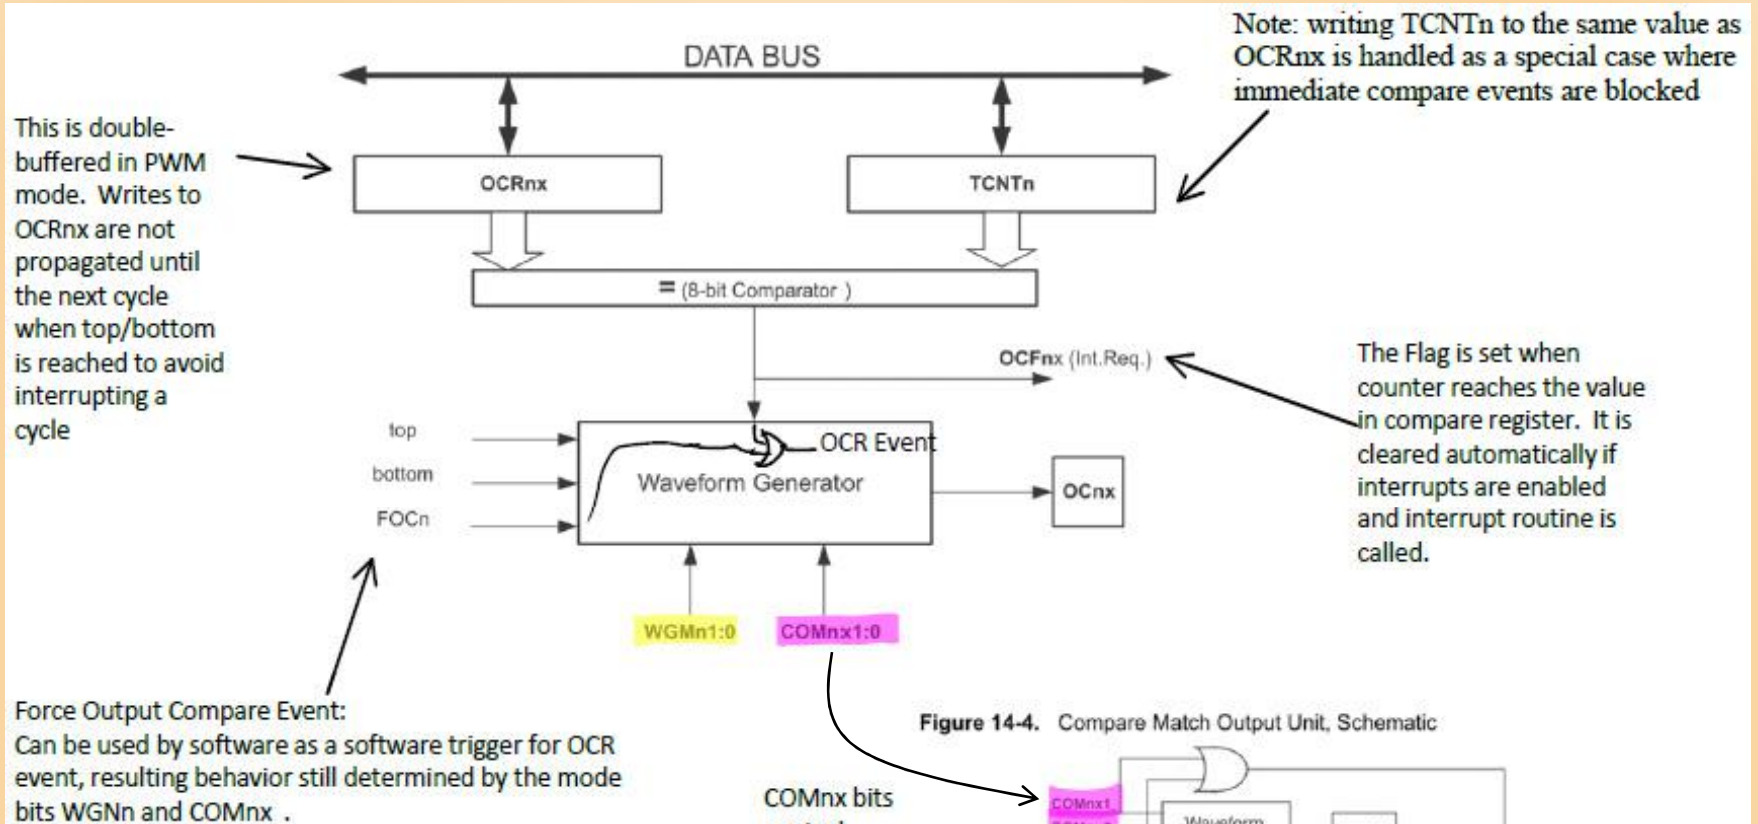 Note: writing TCNTn to the same value as
OCRnx is handled as a special case where
immediate compare events are blocked
DATA BUS
This is double-
buffered in PWM
mode. Writes to
OCRnx are not
propagated until
the next cycle
when top/bottom
is reached to avoid
interrupting a
cycle
OCRnx
TCNTn
= (8-bit Comparator )
OCFnx (Int.Req.)
The Flag is set when
counter reaches the value
in compare register. It is
cleared automatically if
interrupts are enabled
and interrupt routine is
called.
top
bottom
FOCn
OCR Event
Waveform Generator
OCnx
WGMn1:0
COMnx1:0
Force Output Compare Event:
Can be used by software as a software trigger for OCR
event, resulting behavior still determined by the mode
bits WGNn and COMnx .
Figure 14-4. Compare Match Output Unit, Schematic
COMnx bits
COMnx1
Waveform